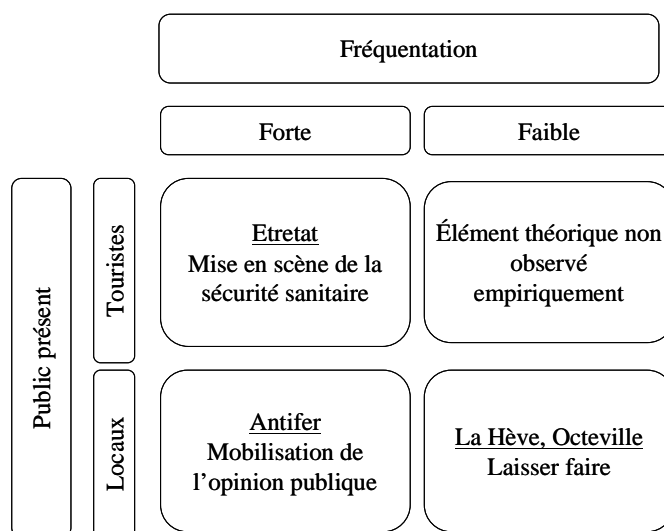 Fréquentation
Forte
Faible
Public présent
Touristes
Etretat
Mise en scène de la
sécurité sanitaire
Élément théorique non
observé
empiriquement
Locaux
Antifer
Mobilisation de
l'opinion publique
La Hève, Octeville
Laisser faire